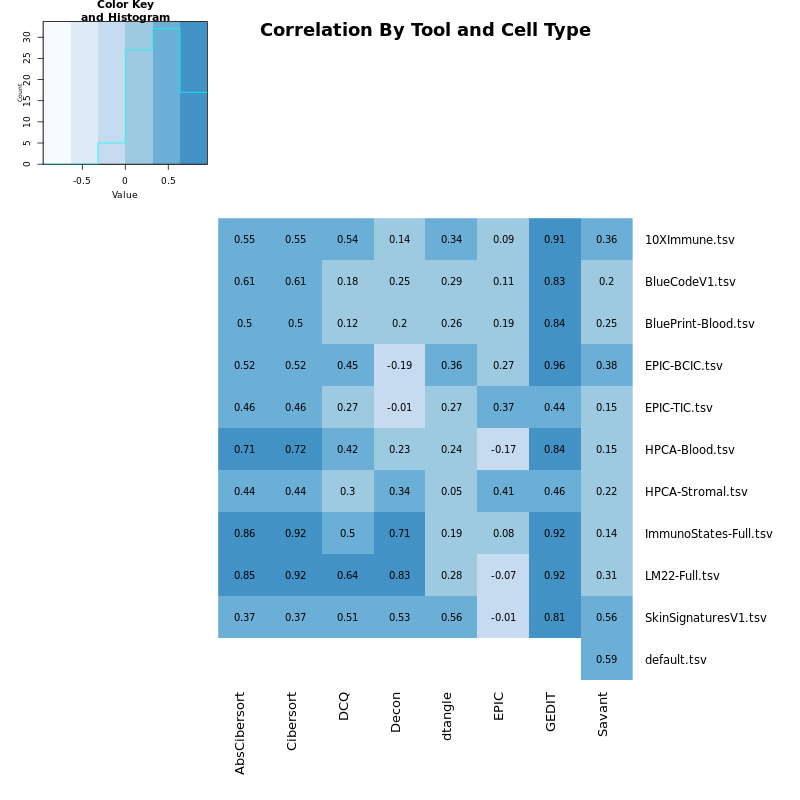 Color Key
and Histogram
Correlation By Tool and Cell Type
Count
0 5 10 15 20 25 30
-0.5 0 0.5
Value
0.55 0.55 0.54 0.14 0.34 0.09 0.91 0.36 10XImmune.tsv
0.61 0.61 0.18 0.25 0.29 0.11 0.83 0.2 BlueCodeV1.tsv
0.5 0.5 0.12 0.2 0.26 0.19 0.84 0.25 BluePrint-Blood.tsv
0.52 0.52 0.45 -0.19 0.36 0.27 0.96 0.38 EPIC-BCIC.tsv
0.46 0.46 0.27 -0.01 0.27 0.37 0.44 0.15 EPIC-TIC.tsv
0.71 0.72 0.42 0.23 0.24 -0.17 0.84 0.15 HPCA-Blood.tsv
0.44 0.44 0.3 0.34 0.05 0.41 0.46 0.22 HPCA-Stromal.tsv
0.86 0.92 0.5 0.71 0.19 0.08 0.92 0.14 ImmunoStates-Full.tsv
0.85 0.92 0.64 0.83 0.28 -0.07 0.92 0.31 LM22-Full.tsv
0.37 0.37 0.51 0.53 0.56 -0.01 0.81 0.56 SkinSignaturesV1.tsv
0.59 default.tsv
AbsCibersort Cibersort DCQ Decon dtangle EPIC GEDIT Savant